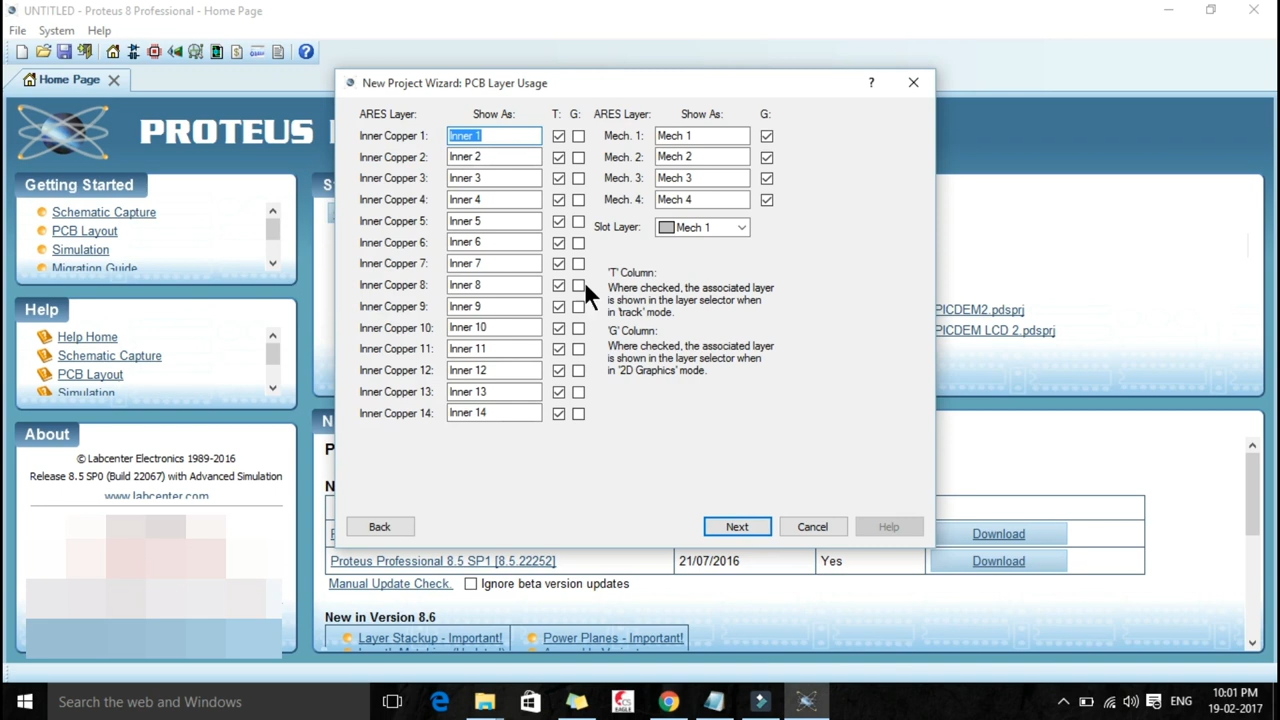 UNTITLED - Proteus 8 Professional - Home Page
File System Help
Home Page
PROTEUS
Getting Started
Schematic Capture
PCB Layout
Simulation
Migration Guide
Help
Help Home
Schematic Capture
PCB Layout
Simulation
About
© Labcenter Electronics 1989-2016
Release 8.5 SP0 (Build 22067) with Advanced Simulation
www.labcenter.com
New Project Wizard: PCB Layer Usage
?
ARES Layer: Show As: T: G: ARES Layer: Show As: G:
Inner Copper 1: Inner 1 Mech. 1: Mech 1
Inner Copper 2: Inner 2 Mech. 2: Mech 2
Inner Copper 3: Inner 3 Mech. 3: Mech 3
Inner Copper 4: Inner 4 Mech. 4: Mech 4
Inner Copper 5: Inner 5 Slot Layer: Mech 1
Inner Copper 6: Inner 6
Inner Copper 7: Inner 7
Inner Copper 8: Inner 8
Inner Copper 9: Inner 9
Inner Copper 10: Inner 10
Inner Copper 11: Inner 11
Inner Copper 12: Inner 12
Inner Copper 13: Inner 13
Inner Copper 14: Inner 14
'T' Column:
Where checked, the associated layer
is shown in the layer selector when
in 'track' mode.
'G' Column:
Where checked, the associated layer
is shown in the layer selector when
in '2D Graphics' mode.
Back Next Cancel Help
PICDEM2.pdsprj
PICDEM LCD 2.pdsprj
Download
Proteus Professional 8.5 SP1 [8.5.22252] 21/07/2016 Yes Download
Manual Update Check. Ignore beta version updates
New in Version 8.6
Layer Stackup - Important! Power Planes - Important!
Search the web and Windows
ENG
10:01 PM
19-02-2017